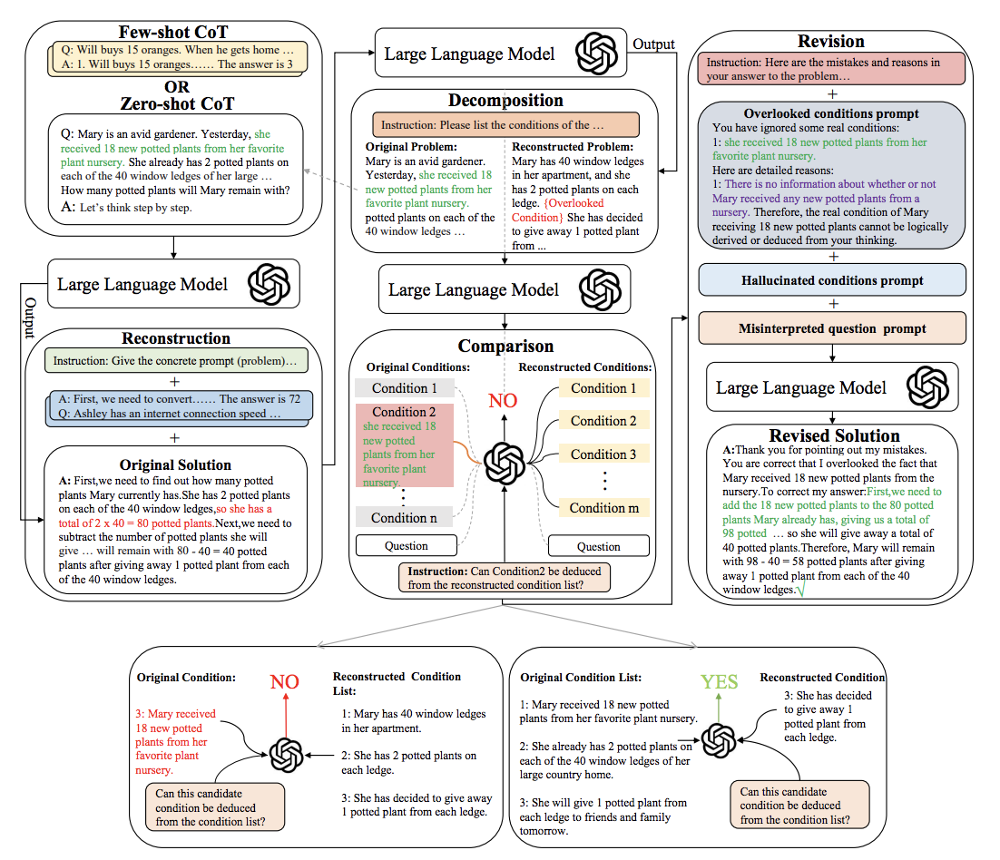 Few-shot CoT
Q: Will buys 15 oranges. When he gets home …
A: 1. Will buys 15 oranges…… The answer is 3
OR
Zero-shot CoT
Q: Mary is an avid gardener. Yesterday, she
received 18 new potted plants from her favorite
plant nursery. She already has 2 potted plants on
each of the 40 window ledges of her large …
How many potted plants will Mary remain with?
A: Let's think step by step.
Large Language Model
Output
Reconstruction
Instruction: Give the concrete prompt (problem)…
+
A: First, we need to convert…… The answer is 72
Q: Ashley has an internet connection speed …
+
Original Solution
A: First,we need to find out how many potted
plants Mary currently has.She has 2 potted plants
on each of the 40 window ledges,so she has a
total of 2 x 40 = 80 potted plants.Next,we need to
subtract the number of potted plants she will
give … will remain with 80 - 40 = 40 potted
plants after giving away 1 potted plant from each
of the 40 window ledges.
Large Language Model
Output
Decomposition
Instruction: Please list the conditions of the …
Original Problem:
Mary is an avid gardener.
Yesterday, she received 18
new potted plants from her
favorite plant nursery.
potted plants on each of the
40 window ledges …
Reconstructed Problem:
Mary has 40 window ledges
in her apartment, and she
has 2 potted plants on each
ledge. {Overlooked
Condition} She has decided
to give away 1 potted plant
from ...
Large Language Model
Comparison
Original Conditions:
Condition 1
Condition 2
she received 18
new potted
plants from her
favorite plant
nursery.
Condition n
Question
NO
Reconstructed Conditions:
Condition 1
Condition 2
Condition 3
Condition m
Question
Instruction: Can Condition2 be deduced
from the reconstructed condition list?
Revision
Instruction: Here are the mistakes and reasons in
your answer to the problem…
+
Overlooked conditions prompt
You have ignored some real conditions:
1: she received 18 new potted plants from her
favorite plant nursery.
Here are detailed reasons:
1: There is no information about whether or not
Mary received any new potted plants from a
nursery. Therefore, the real condition of Mary
receiving 18 new potted plants cannot be logically
derived or deduced from your thinking.
+
Hallucinated conditions prompt
+
Misinterpreted question prompt
Large Language Model
Revised Solution
A:Thank you for pointing out my mistakes.
You are correct that I overlooked the fact that
Mary received 18 new potted plants from the
nursery.To correct my answer:First,we need to
add the 18 new potted plants to the 80 potted
plants Mary already has, giving us a total of
98 potted … so she will give away a total of
40 potted plants.Therefore, Mary will remain
with 98 - 40 = 58 potted plants after giving
away 1 potted plant from each of the 40
window ledges.√
Original Condition:
3: Mary received
18 new potted
plants from her
favorite plant
nursery.
NO
Reconstructed Condition
List:
1: Mary has 40 window ledges
in her apartment.
2: She has 2 potted plants on
each ledge.
3: She has decided to give away
1 potted plant from each ledge.
Can this candidate
condition be deduced
from the condition list?
Original Condition List:
1: Mary received 18 new potted
plants from her favorite plant nursery.
2: She already has 2 potted plants on
each of the 40 window ledges of her
large country home.
3: She will give 1 potted plant from
each ledge to friends and family
tomorrow.
YES
Reconstructed Condition
3: She has decided
to give away 1
potted plant from
each ledge.
Can this candidate
condition be deduced
from the condition list?